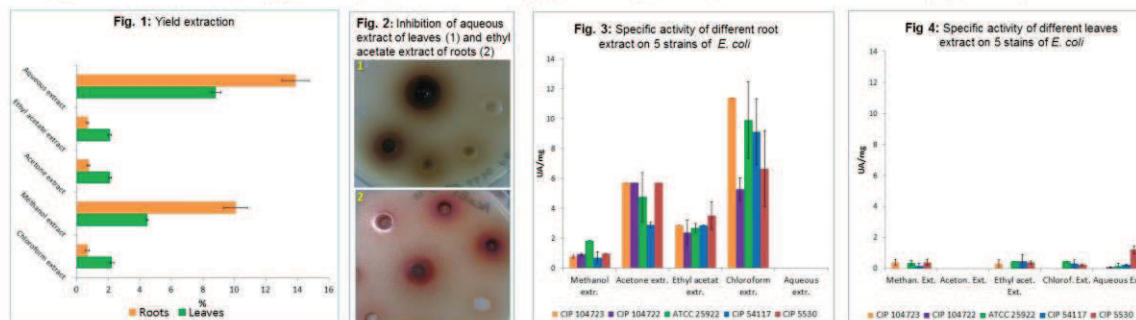 Fig. 1: Yield extraction
Aqueous extract
Ethyl acetate extract
Acetone extract
Methanol extract
Chloroform extract
0 2 4 6 8 10 12 14 16
%
Roots Leaves
Fig. 2: Inhibition of aqueous
extract of leaves (1) and ethyl
acetate extract of roots (2)
1
2
Fig. 3: Specific activity of different root
extract on 5 strains of E. coli
UA/mg
14
12
10
8
6
4
2
0
Methanol Acetone extr. Ethyl acetat Chloroform Aqueous
extr. extr. extr. extr.
CIP 104723 CIP 104722 ATCC 25922 CIP 54117 CIP 5530
Fig 4: Specific activity of different leaves
extract on 5 stains of E. coli
UA/mg
14
12
10
8
6
4
2
0
Methan. Ext. Aceton. Ext. Ethyl acet. Chlorof. Ext. Aqueous Ex
Ext.
CIP 104723 CIP 104722 ATCC 25922 CIP 54117 CIP 5530